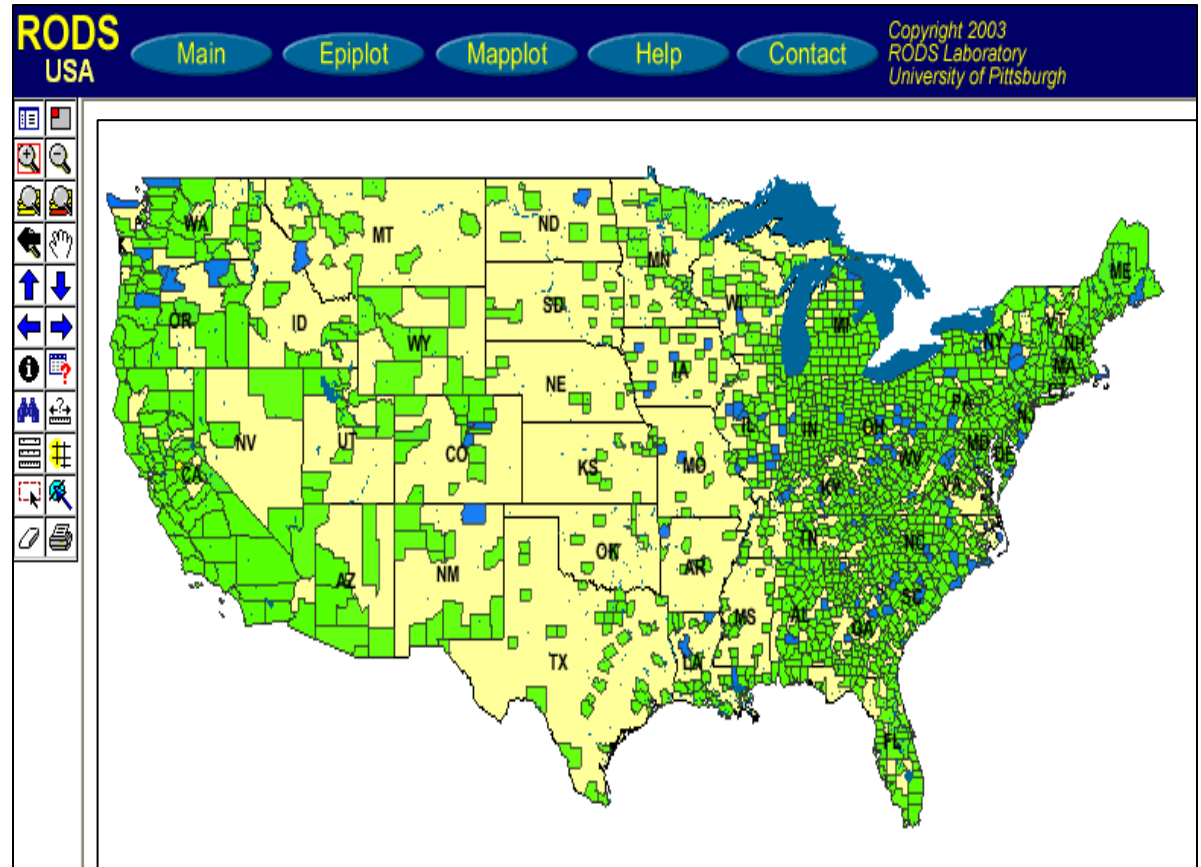 RODS
USA
Main Epiplot Mapplot Help Contact
Copyright 2003
RODS Laboratory
University of Pittsburgh
WA MT ND MN ME
OR ID SD WI MI VT NY NH
WY MA
NE IA PA CT
NV UT CO IL IN OH NJ
CA KS MO WV MD DE
KY VA
AZ NM OK AR TN NC
TX MS AL GA SC
LA
FL